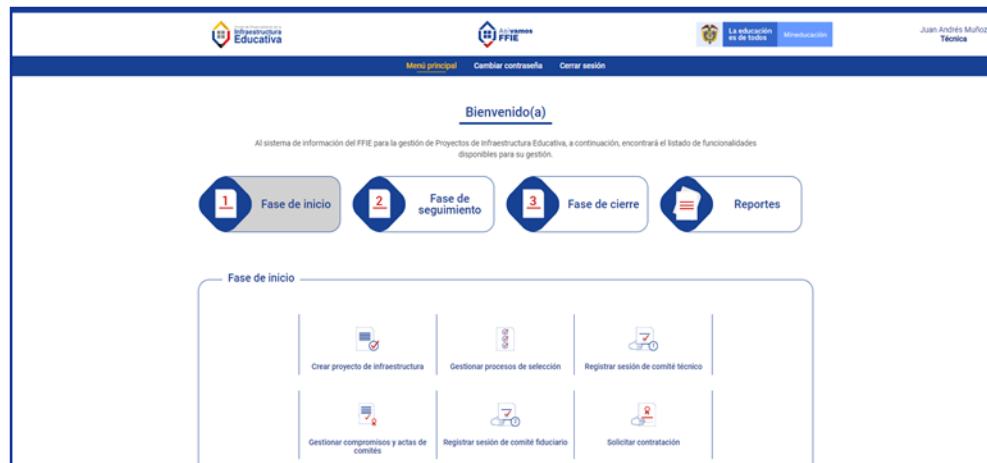 Infraestructura
Educativa
Asívamos
FFIE
La educación
es de todos
Mineducación
Juan Andrés Muñoz
Técnica
Menú principal
Cambiar contraseña
Cerrar sesión
Bienvenido(a)
Al sistema de información del FFIE para la gestión de Proyectos de Infraestructura Educativa, a continuación, encontrará el listado de funcionalidades
disponibles para su gestión.
1
Fase de inicio
2
Fase de
seguimiento
3
Fase de cierre
Reportes
Fase de inicio
Crear proyecto de infraestructura
Gestionar procesos de selección
Registrar sesión de comité técnico
Gestionar compromisos y actas de
comités
Registrar sesión de comité fiduciario
Solicitar contratación